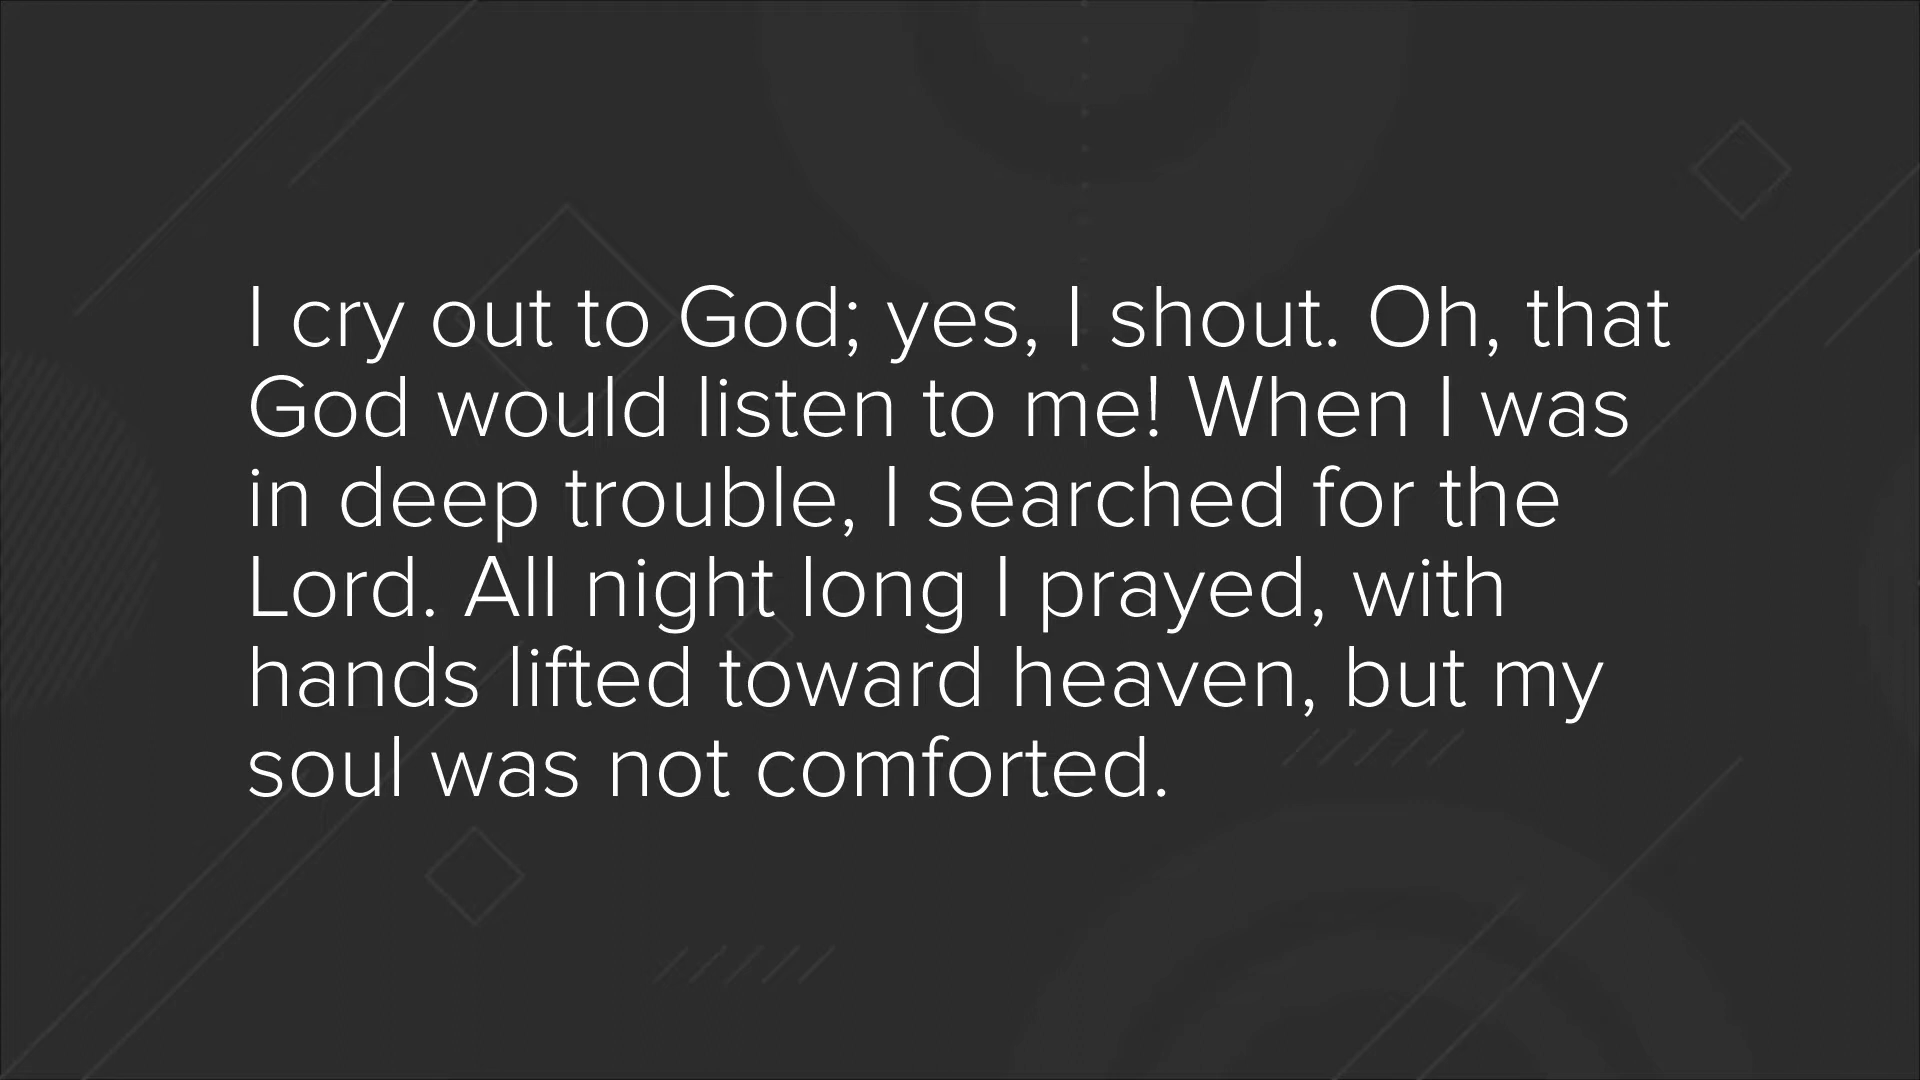 I cry out to God; yes, I shout. Oh, that
God would listen to me! When I was
in deep trouble, I searched for the
Lord. All night long I prayed, with
hands lifted toward heaven, but my
soul was not comforted.